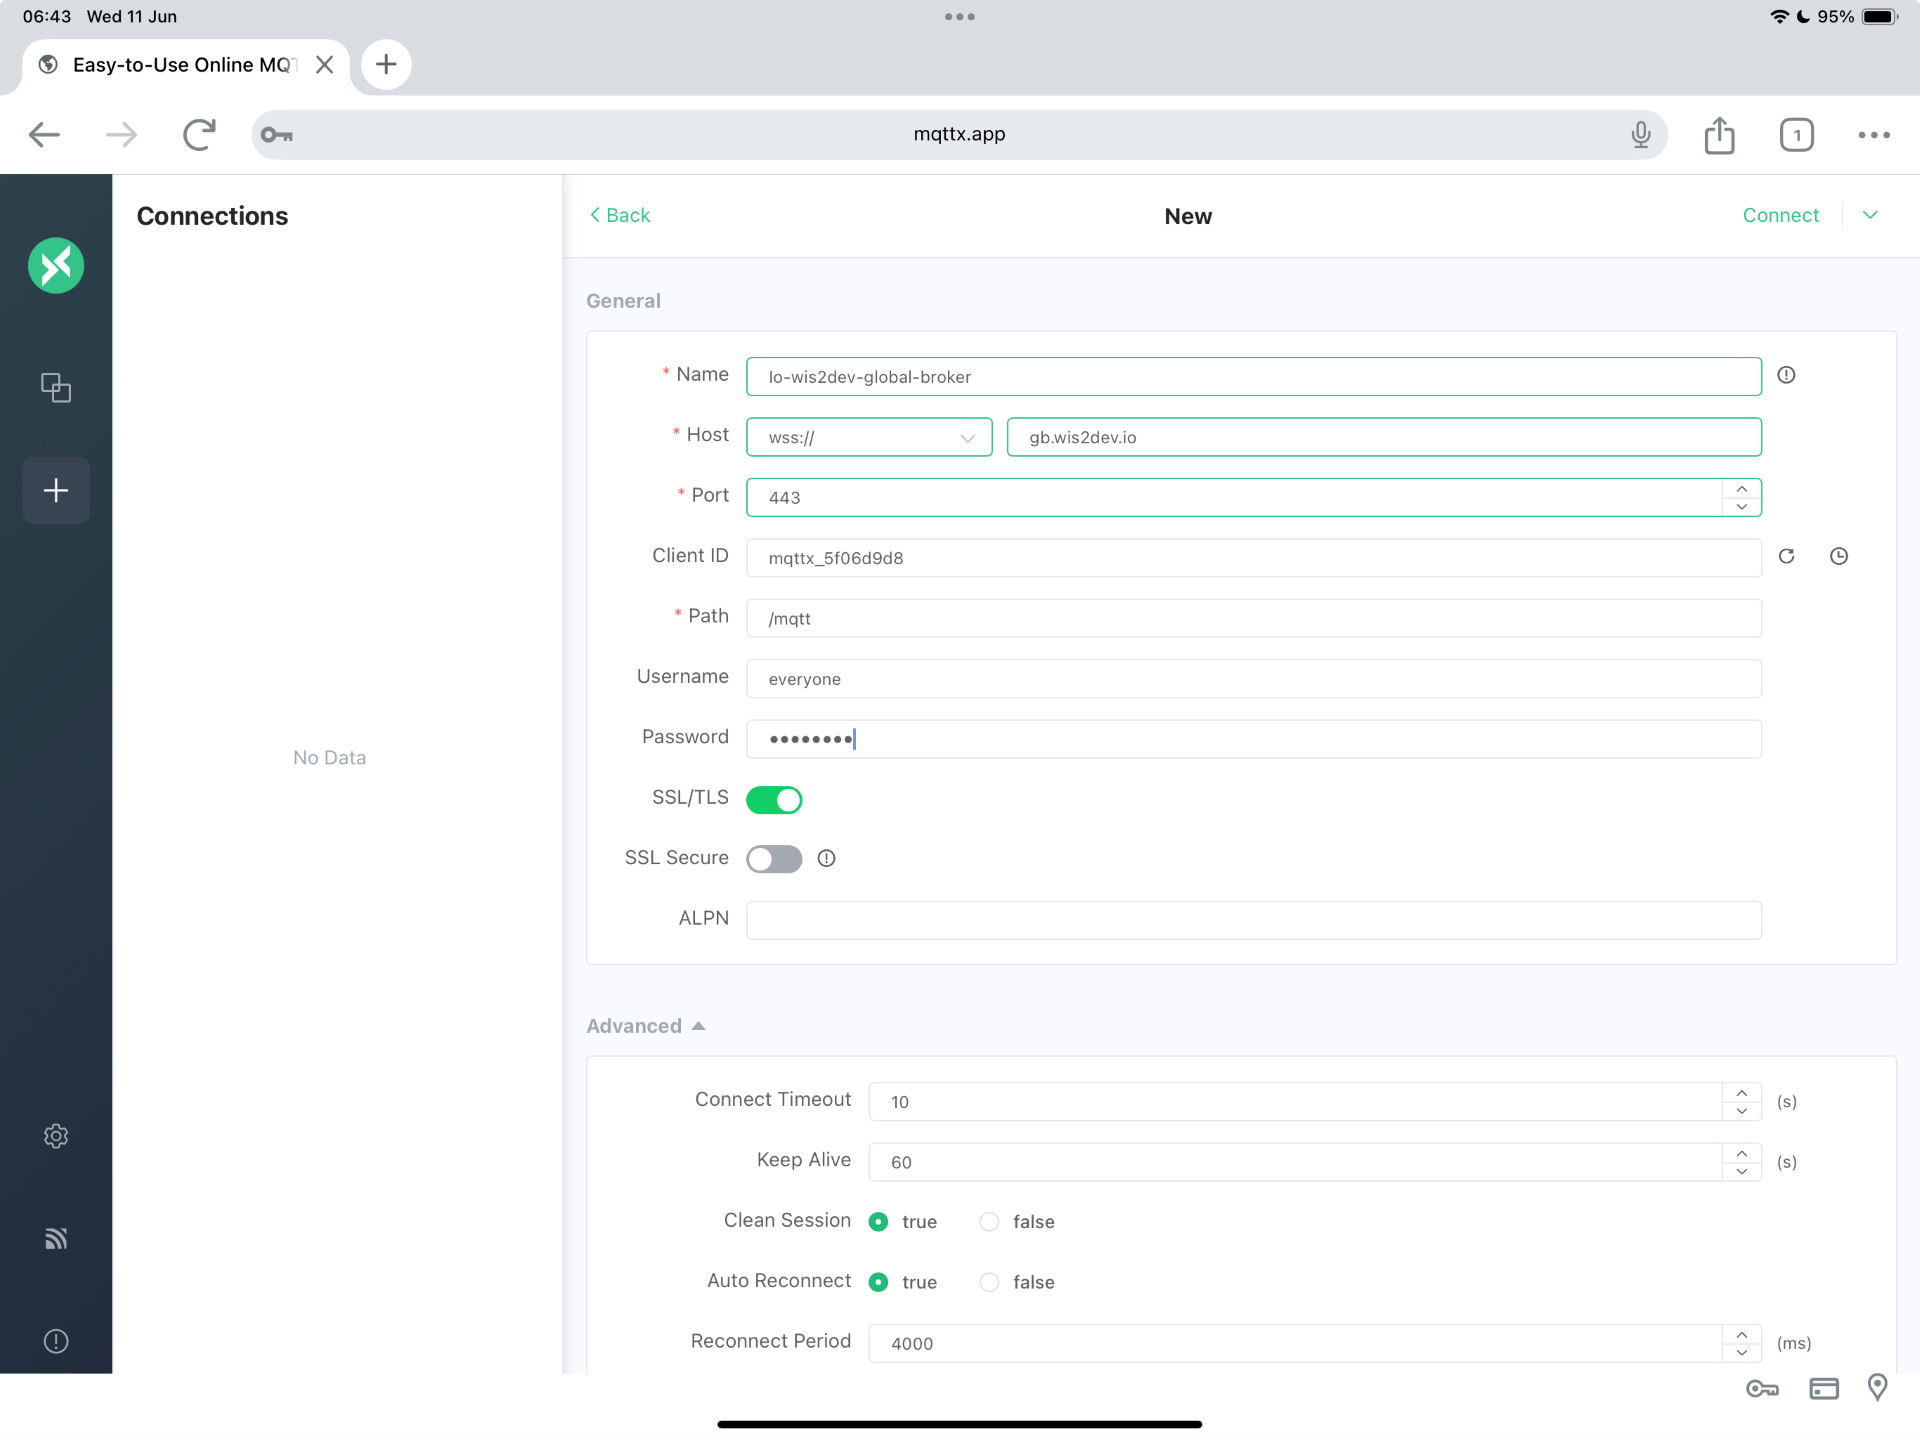 06:43 Wed 11 Jun
95%
Easy-to-Use Online MQT
mqttx.app
1
Connections
Back
New
Connect
General
* Name
Io-wis2dev-global-broker
* Host
wss://
gb.wis2dev.io
* Port
443
Client ID
mqttx_5f06d9d8
* Path
/mqtt
Username
everyone
Password
••••••••
No Data
SSL/TLS
SSL Secure
ALPN
Advanced
Connect Timeout
10
(s)
Keep Alive
60
(s)
Clean Session
true
false
Auto Reconnect
true
false
Reconnect Period
4000
(ms)